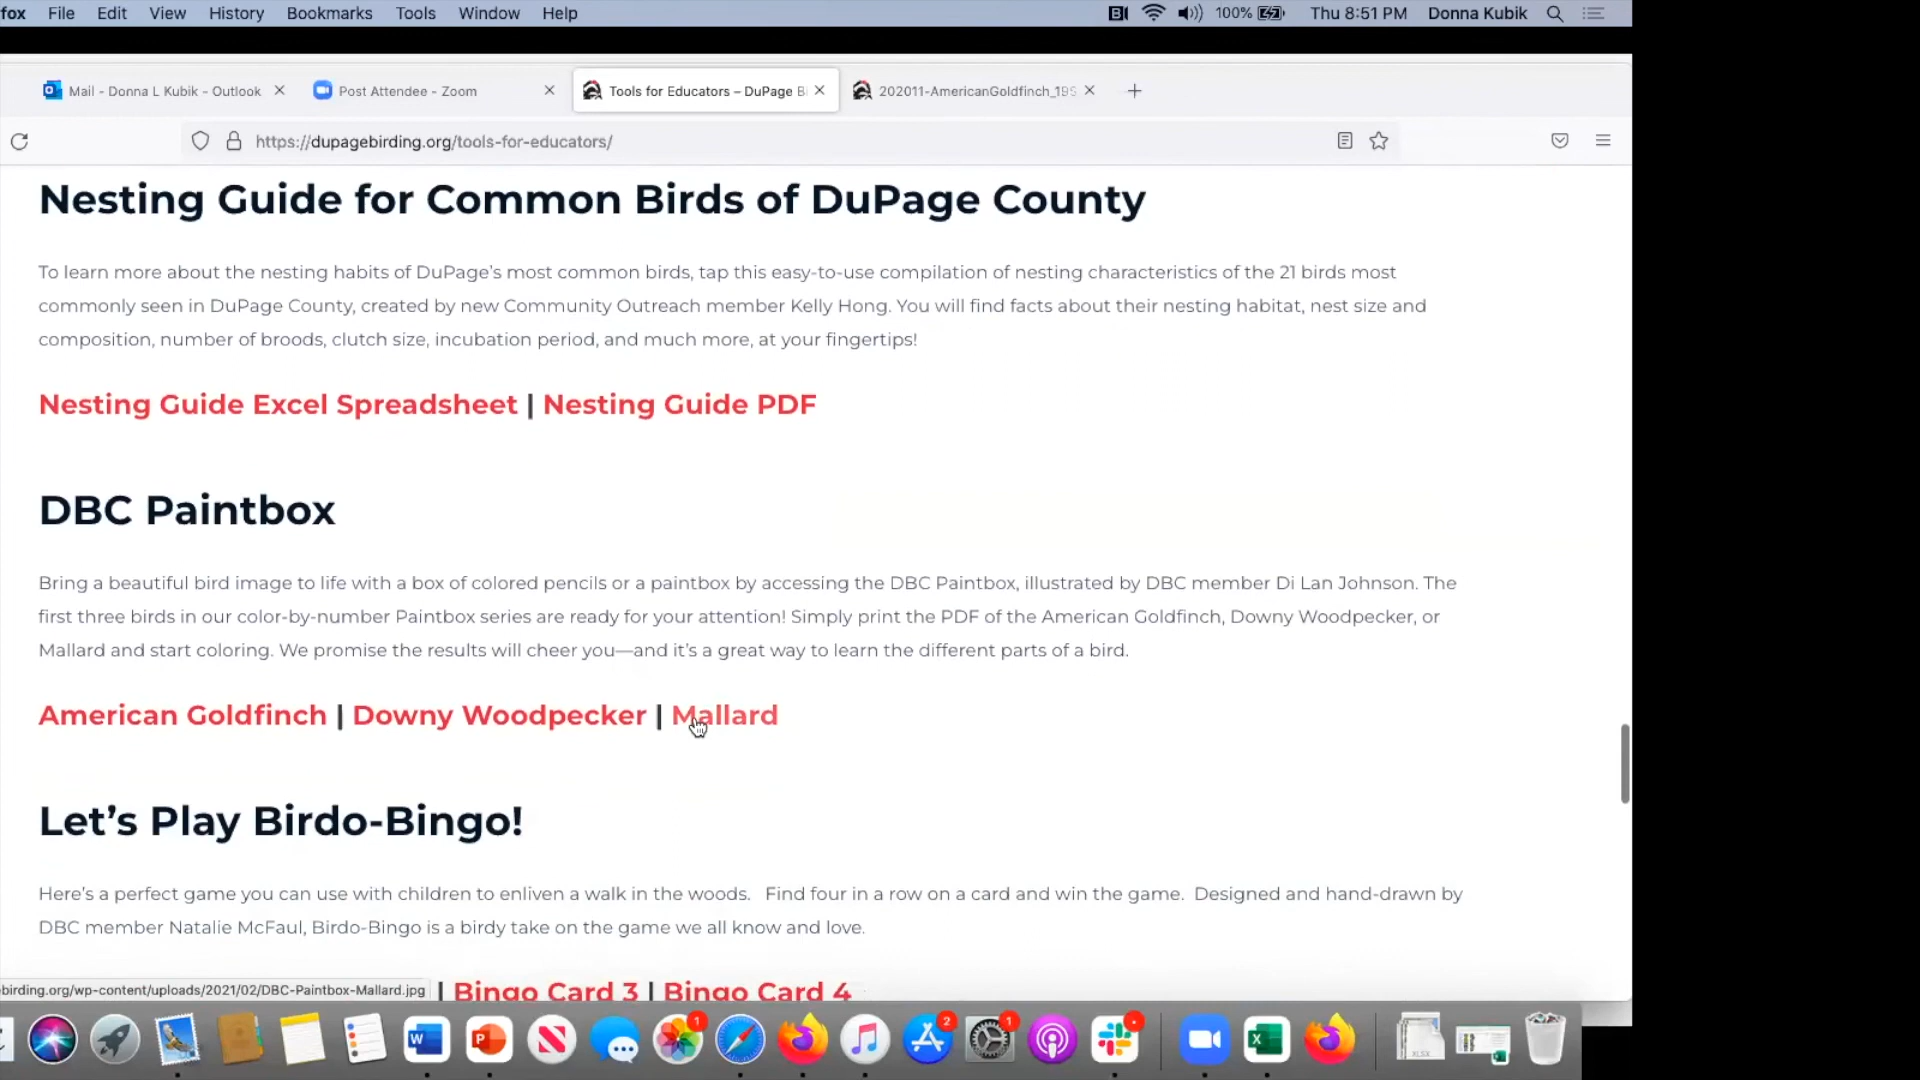 fox File Edit View History Bookmarks Tools Window Help 100% Thu 8:51 PM Donna Kubik
Mail - Donna L Kubik - Outlook Post Attendee - Zoom Tools for Educators – DuPage B 202011-AmericanGoldfinch_19S
https://dupagebirding.org/tools-for-educators/
Nesting Guide for Common Birds of DuPage County
To learn more about the nesting habits of DuPage’s most common birds, tap this easy-to-use compilation of nesting characteristics of the 21 birds most
commonly seen in DuPage County, created by new Community Outreach member Kelly Hong. You will find facts about their nesting habitat, nest size and
composition, number of broods, clutch size, incubation period, and much more, at your fingertips!
Nesting Guide Excel Spreadsheet | Nesting Guide PDF
DBC Paintbox
Bring a beautiful bird image to life with a box of colored pencils or a paintbox by accessing the DBC Paintbox, illustrated by DBC member Di Lan Johnson. The
first three birds in our color-by-number Paintbox series are ready for your attention! Simply print the PDF of the American Goldfinch, Downy Woodpecker, or
Mallard and start coloring. We promise the results will cheer you—and it’s a great way to learn the different parts of a bird.
American Goldfinch | Downy Woodpecker | Mallard
Let’s Play Birdo-Bingo!
Here’s a perfect game you can use with children to enliven a walk in the woods. Find four in a row on a card and win the game. Designed and hand-drawn by
DBC member Natalie McFaul, Birdo-Bingo is a birdy take on the game we all know and love.
| Bingo Card 3 | Bingo Card 4
birding.org/wp-content/uploads/2021/02/DBC-Paintbox-Mallard.jpg
1 2 1
W P N X XLSX